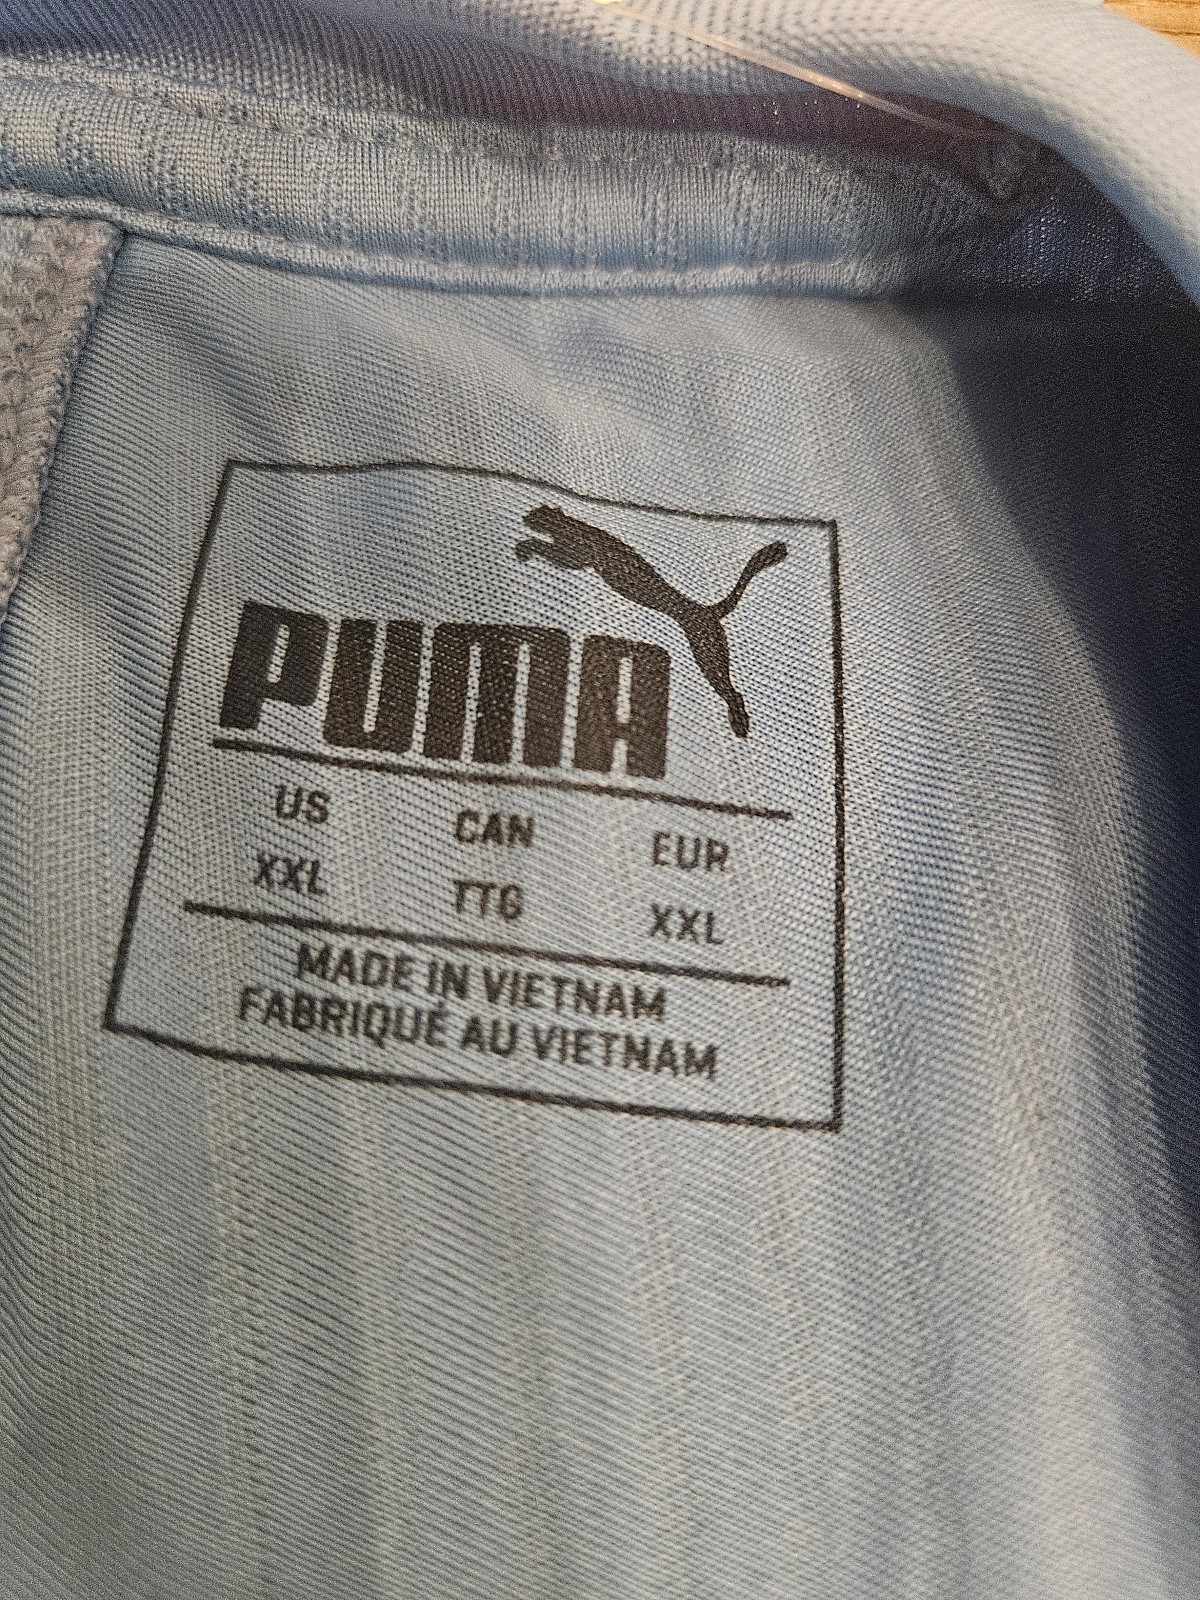 PUMA
US CAN EUR
XXL TTG XXL
MADE IN VIETNAM
FABRIQUÉ AU VIETNAM